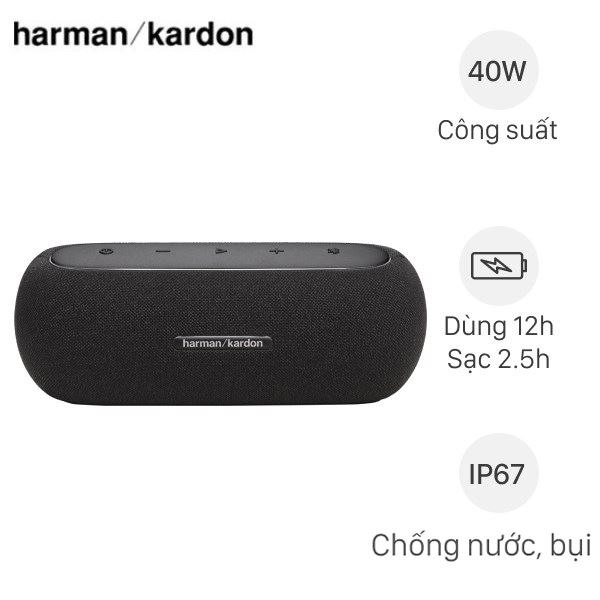 harman/kardon
40W
Công suất
harman/kardon
Dùng 12h
Sạc 2.5h
IP67
Chống nước, bụi